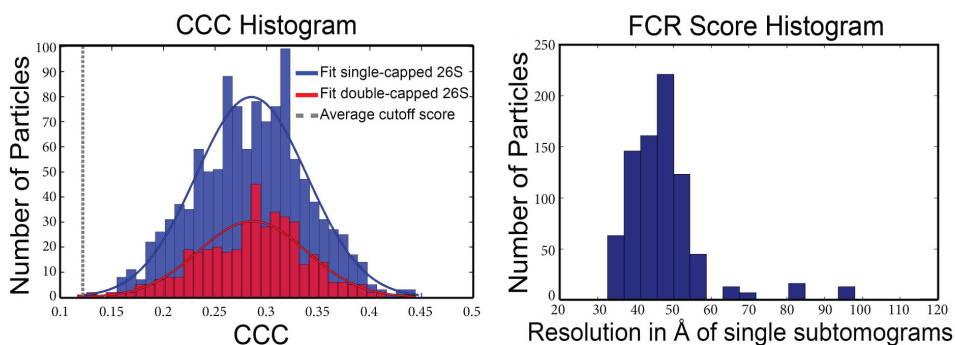 CCC Histogram
Number of Particles
100
90
80
70
60
50
40
30
20
10
0
Fit single-capped 26S
Fit double-capped 26S
Average cutoff score
0.1 0.15 0.2 0.25 0.3 0.35 0.4 0.45 0.5
CCC
FCR Score Histogram
Number of Particles
250
200
150
100
50
0
20 30 40 50 60 70 80 90 100 110 120
Resolution in Å of single subtomograms